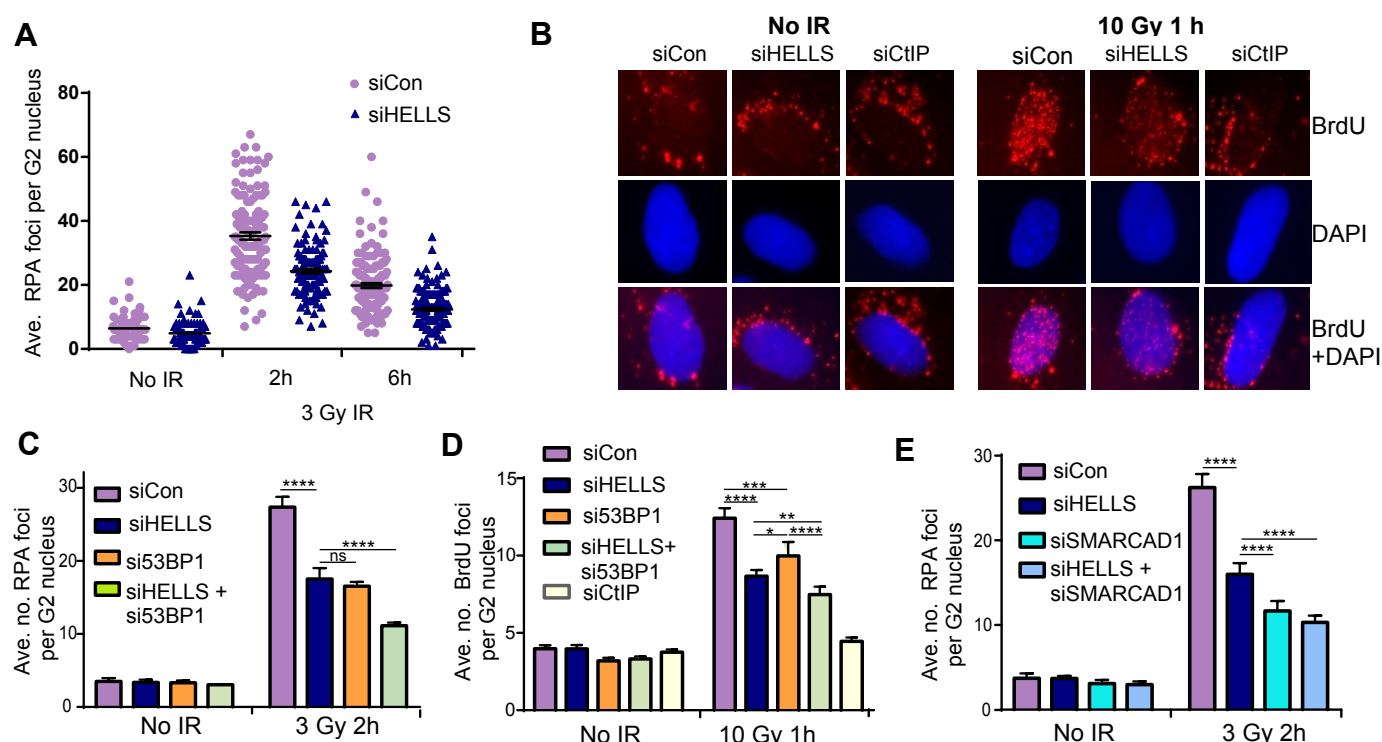 A
siCon
siHELLS
Ave. RPA foci per G2 nucleus
80
60
40
20
0
No IR
2h
6h
3 Gy IR
B
No IR
10 Gy 1 h
siCon
siHELLS
siCtIP
siCon
siHELLS
siCtIP
BrdU
DAPI
BrdU
+DAPI
C
siCon
siHELLS
si53BP1
siHELLS +
si53BP1
Ave. no. RPA foci
per G2 nucleus
30
20
10
0
****
ns
****
No IR
3 Gy 2h
D
siCon
siHELLS
si53BP1
siHELLS+
si53BP1
siCtIP
Ave. no. BrdU foci
per G2 nucleus
15
10
5
0
***
****
**
*
****
No IR
10 Gy 1h
E
siCon
siHELLS
siSMARCAD1
siHELLS +
siSMARCAD1
Ave. no. RPA foci
per G2 nucleus
30
20
10
0
****
****
****
No IR
3 Gy 2h